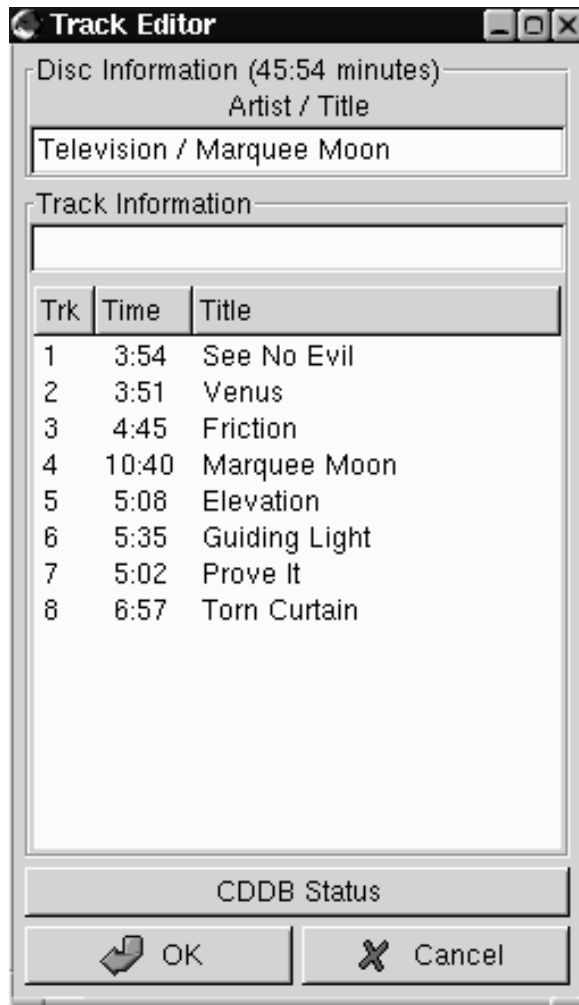 Track Editor
Disc Information (45:54 minutes)
Artist / Title
Television / Marquee Moon
Track Information
Trk Time Title
1 3:54 See No Evil
2 3:51 Venus
3 4:45 Friction
4 10:40 Marquee Moon
5 5:08 Elevation
6 5:35 Guiding Light
7 5:02 Prove It
8 6:57 Torn Curtain
CDDB Status
OK Cancel